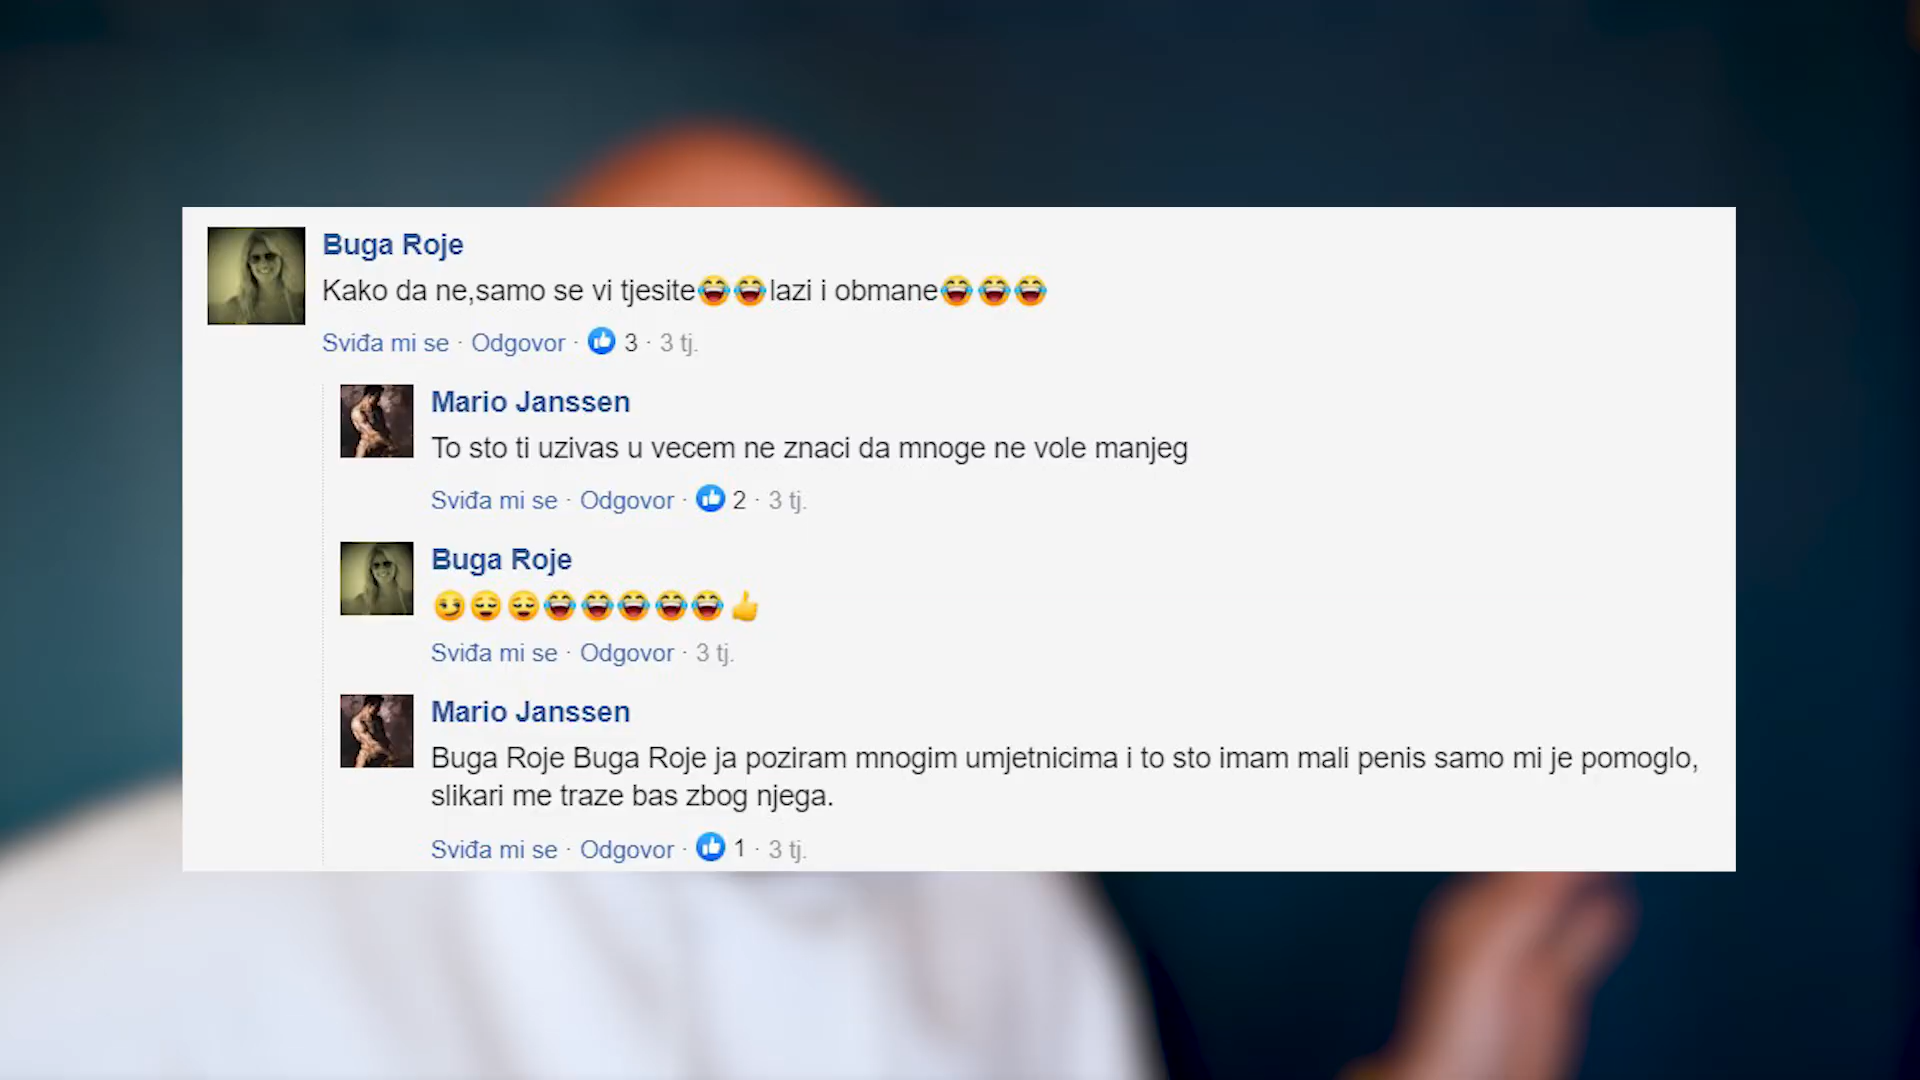 Buga Roje
Kako da ne,samo se vi tjesite😂😂lazi i obmane😂😂😂
Sviđa mi se · Odgovor · 3 · 3 tj.
Mario Janssen
To sto ti uzivas u vecem ne znaci da mnoge ne vole manjeg
Sviđa mi se · Odgovor · 2 · 3 tj.
Buga Roje
😏😌😌😂😂😂😂😂👍
Sviđa mi se · Odgovor · 3 tj.
Mario Janssen
Buga Roje Buga Roje ja poziram mnogim umjetnicima i to sto imam mali penis samo mi je pomoglo,
slikari me traze bas zbog njega.
Sviđa mi se · Odgovor · 1 · 3 tj.